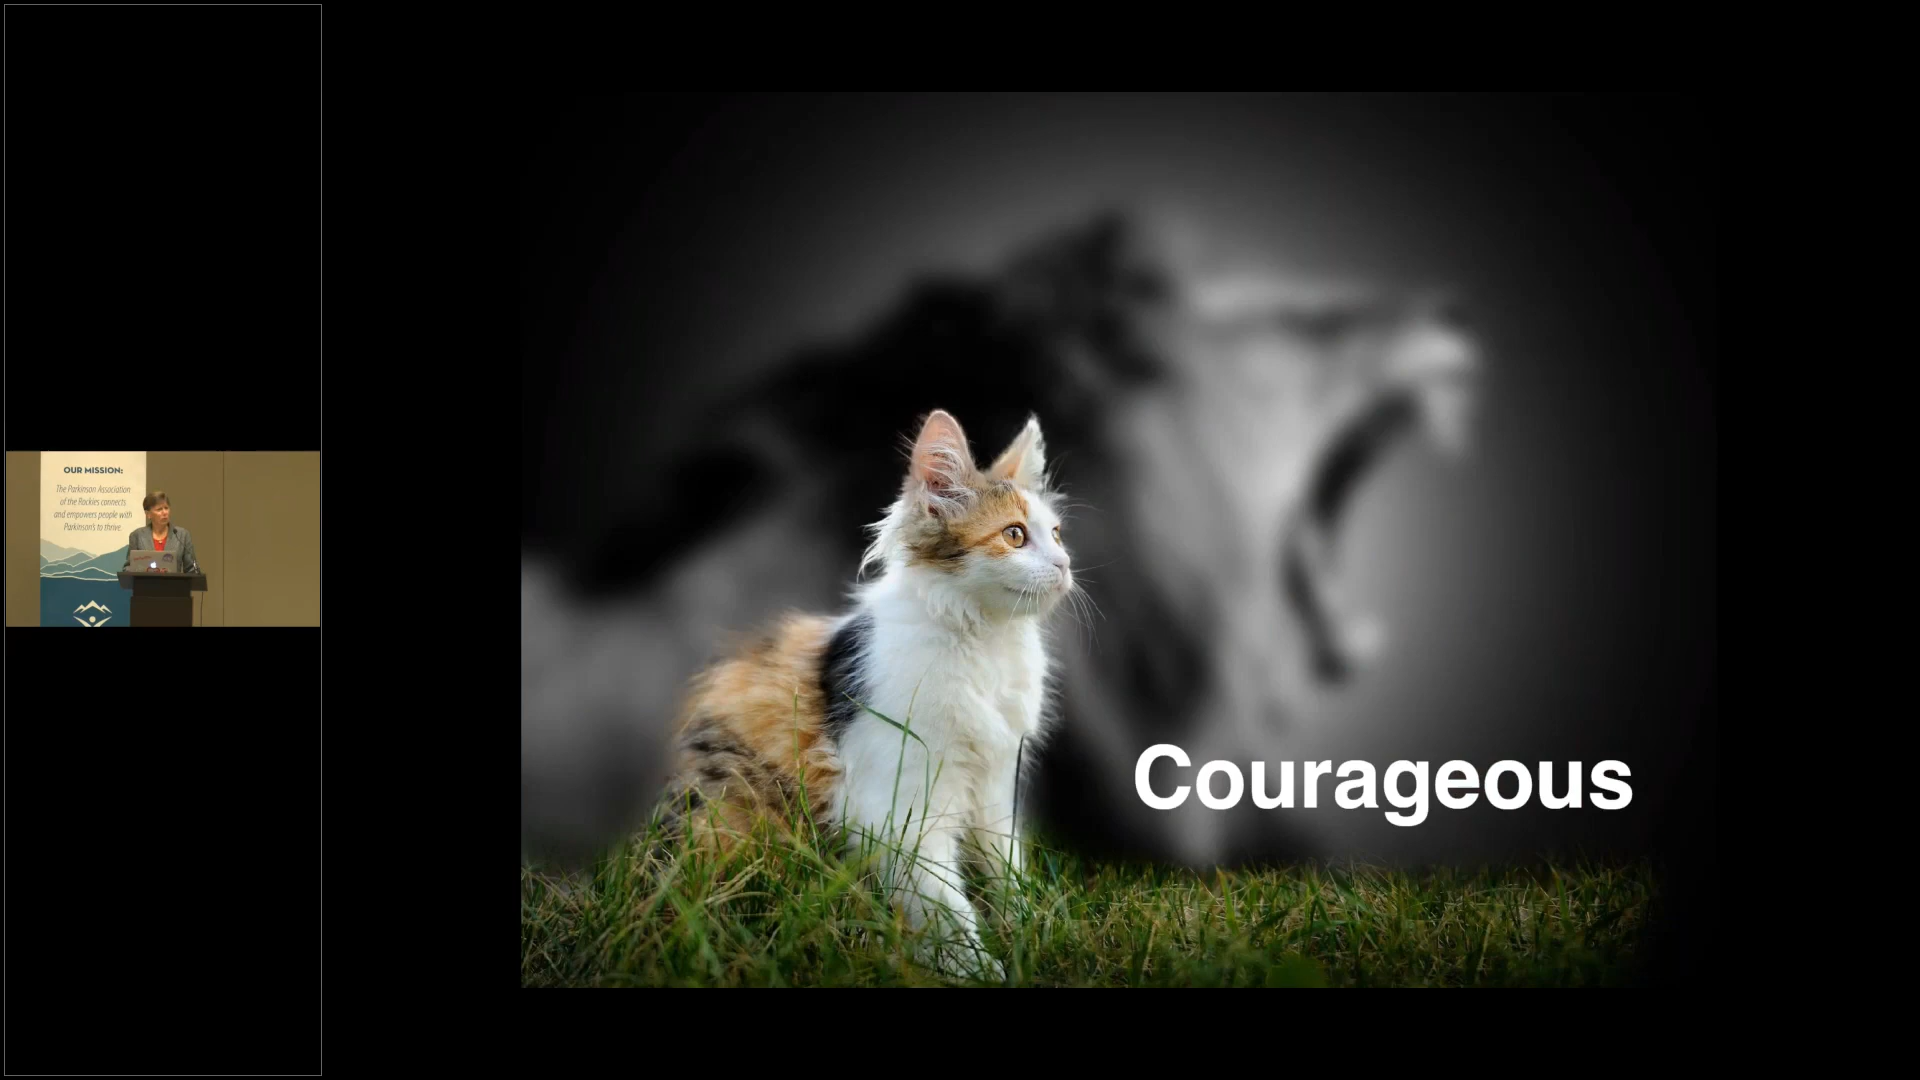 OUR MISSION:
The Parkinson Association
of the Rockies connects
and empowers people with
Parkinson's to thrive.
Courageous